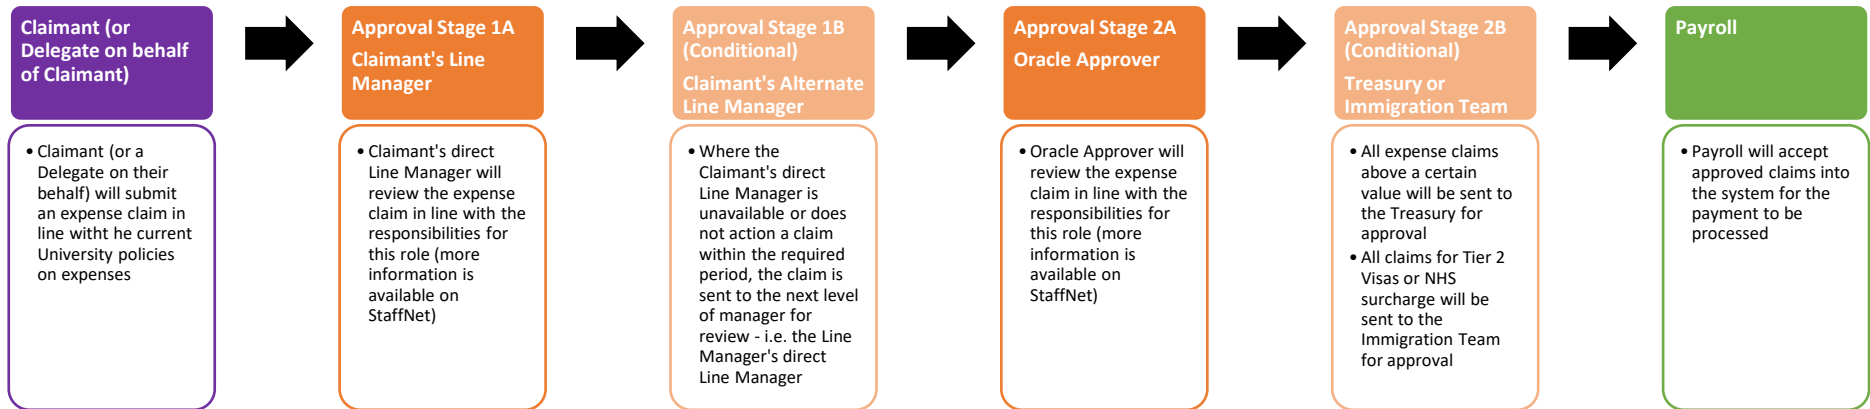 Claimant (or
Delegate on behalf
of Claimant)
• Claimant (or a
Delegate on their
behalf) will submit
an expense claim in
line witht he current
University policies
on expenses
Approval Stage 1A
Claimant's Line
Manager
• Claimant's direct
Line Manager will
review the expense
claim in line with the
responsibilities for
this role (more
information is
available on
StaffNet)
Approval Stage 1B
(Conditional)
Claimant's Alternate
Line Manager
• Where the
Claimant's direct
Line Manager is
unavailable or does
not action a claim
within the required
period, the claim is
sent to the next level
of manager for
review - i.e. the Line
Manager's direct
Line Manager
Approval Stage 2A
Oracle Approver
• Oracle Approver will
review the expense
claim in line with the
responsibilities for
this role (more
information is
available on
StaffNet)
Approval Stage 2B
(Conditional)
Treasury or
Immigration Team
• All expense claims
above a certain
value will be sent to
the Treasury for
approval
• All claims for Tier 2
Visas or NHS
surcharge will be
sent to the
Immigration Team
for approval
Payroll
• Payroll will accept
approved claims into
the system for the
payment to be
processed